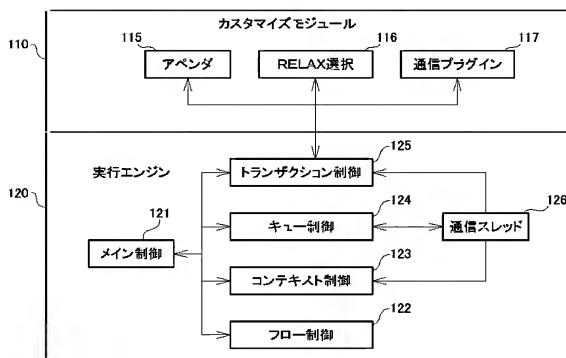 カスタマイズモジュール
110
115
116
117
アペンダ
RELAX選択
通信プラグイン
125
実行エンジン
トランザクション制御
120
124
126
121
キュー制御
通信スレッド
メイン制御
123
コンテキスト制御
122
フロー制御